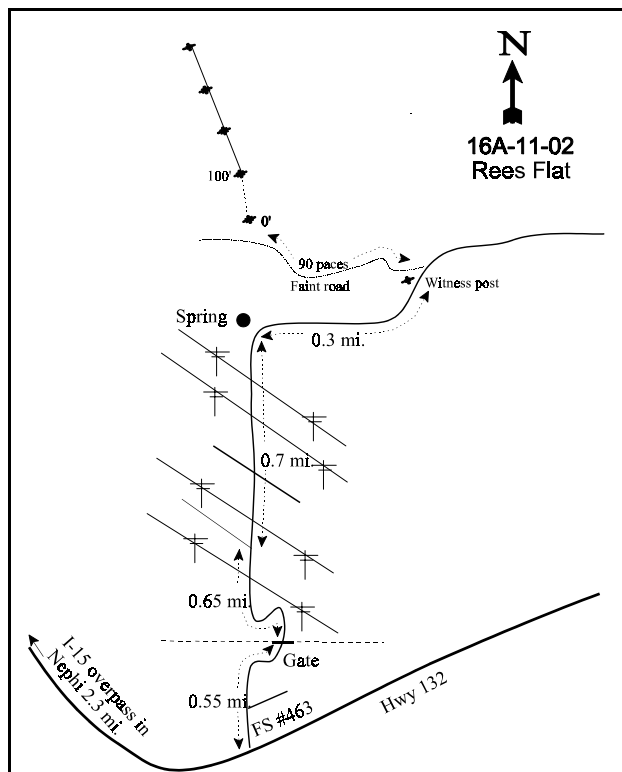 N
16A-11-02
Rees Flat
100'
0'
90 paces
Faint road
Witness post
Spring
0.3 mi.
0.7 mi.
0.65 mi.
Gate
I-15 overpass in
Nephi 2.3 mi.
0.55 mi.
FS #463
Hwy 132